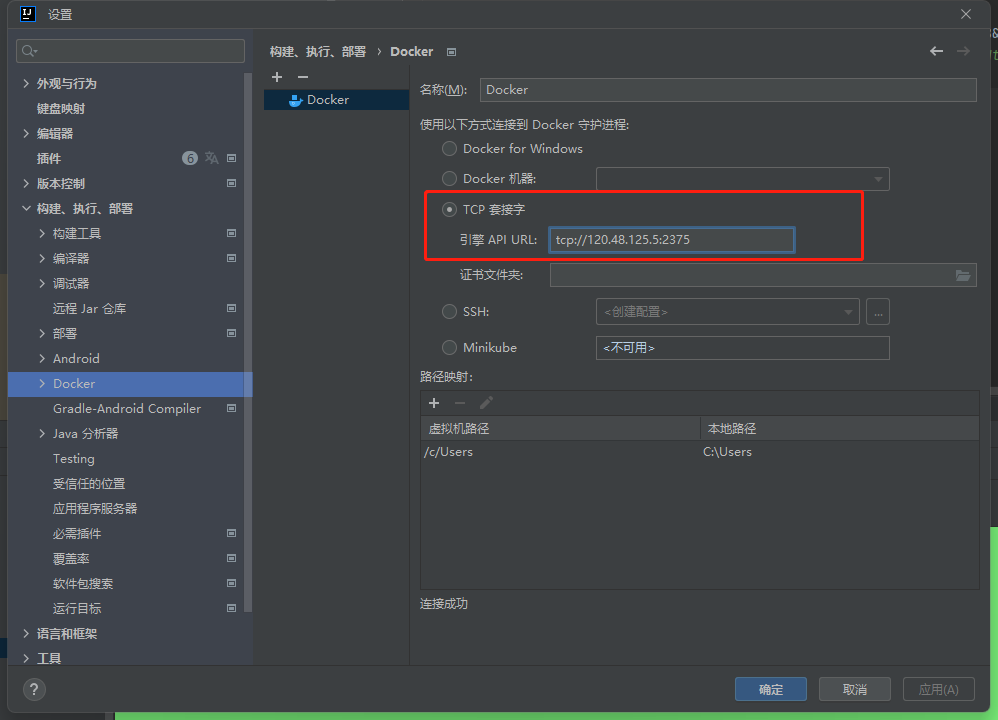 设置
外观与行为
键盘映射
编辑器
插件
6
版本控制
构建、执行、部署
构建工具
编译器
调试器
远程 Jar 仓库
部署
Android
Docker
Gradle-Android Compiler
Java 分析器
Testing
受信任的位置
应用程序服务器
必需插件
覆盖率
软件包搜索
运行目标
语言和框架
工具
构建、执行、部署 › Docker
Docker
名称(M): Docker
使用以下方式连接到 Docker 守护进程:
Docker for Windows
Docker 机器:
TCP 套接字
引擎 API URL: tcp://120.48.125.5:2375
证书文件夹:
SSH: <创建配置> ...
Minikube <不可用>
路径映射:
虚拟机路径 本地路径
/c/Users C:\Users
连接成功
? 确定 取消 应用(A)